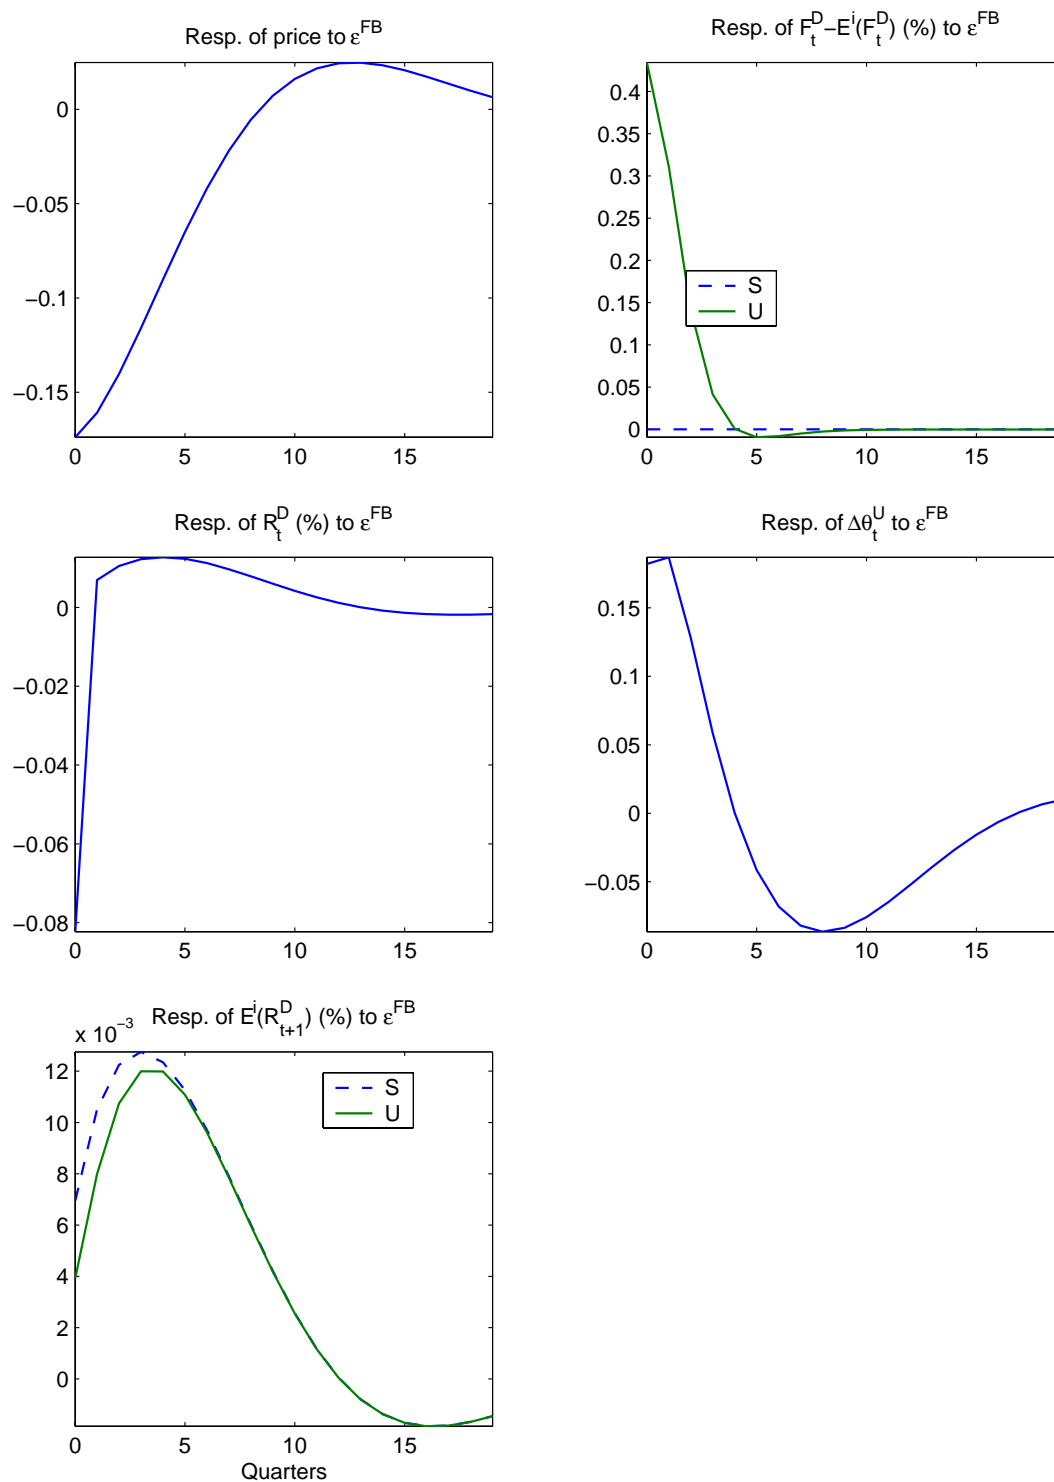 Resp. of price to ε^FB
0
−0.05
−0.1
−0.15
0 5 10 15
Resp. of F_t^D−E^i(F_t^D) (%) to ε^FB
0.4
0.35
0.3
0.25
0.2
0.15
0.1
0.05
0
S
U
0 5 10 15
Resp. of R_t^D (%) to ε^FB
0
−0.02
−0.04
−0.06
−0.08
0 5 10 15
Resp. of Δθ_t^U to ε^FB
0.15
0.1
0.05
0
−0.05
0 5 10 15
Resp. of E^i(R_{t+1}^D) (%) to ε^FB
x 10^−3
12
10
8
6
4
2
0
S
U
0 5 10 15
Quarters